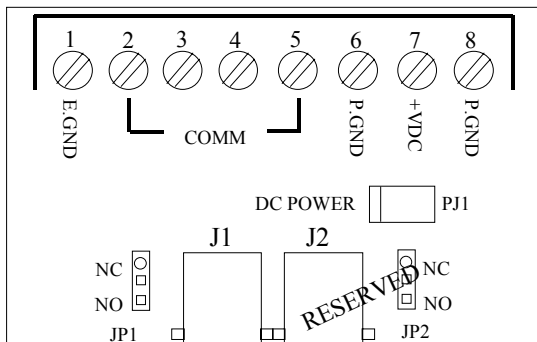 1 2 3 4 5 6 7 8
E.GND P.GND +VDC P.GND
COMM
DC POWER PJ1
J1 J2
NC NC
NO RESERVED NO
JP1 JP2